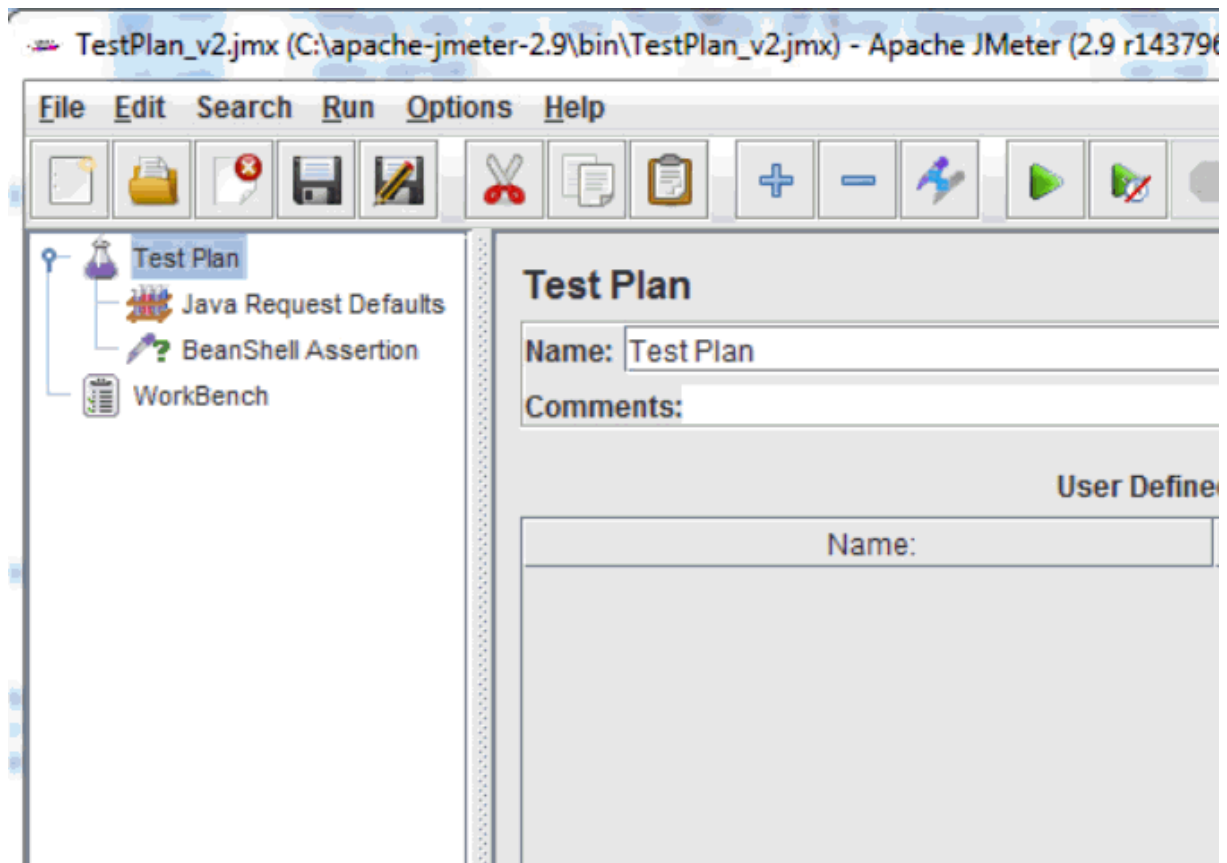 TestPlan_v2.jmx (C:\apache-jmeter-2.9\bin\TestPlan_v2.jmx) - Apache JMeter (2.9 r143796
File Edit Search Run Options Help
Test Plan
Java Request Defaults
BeanShell Assertion
WorkBench
Test Plan
Name: Test Plan
Comments:
User Define
Name: